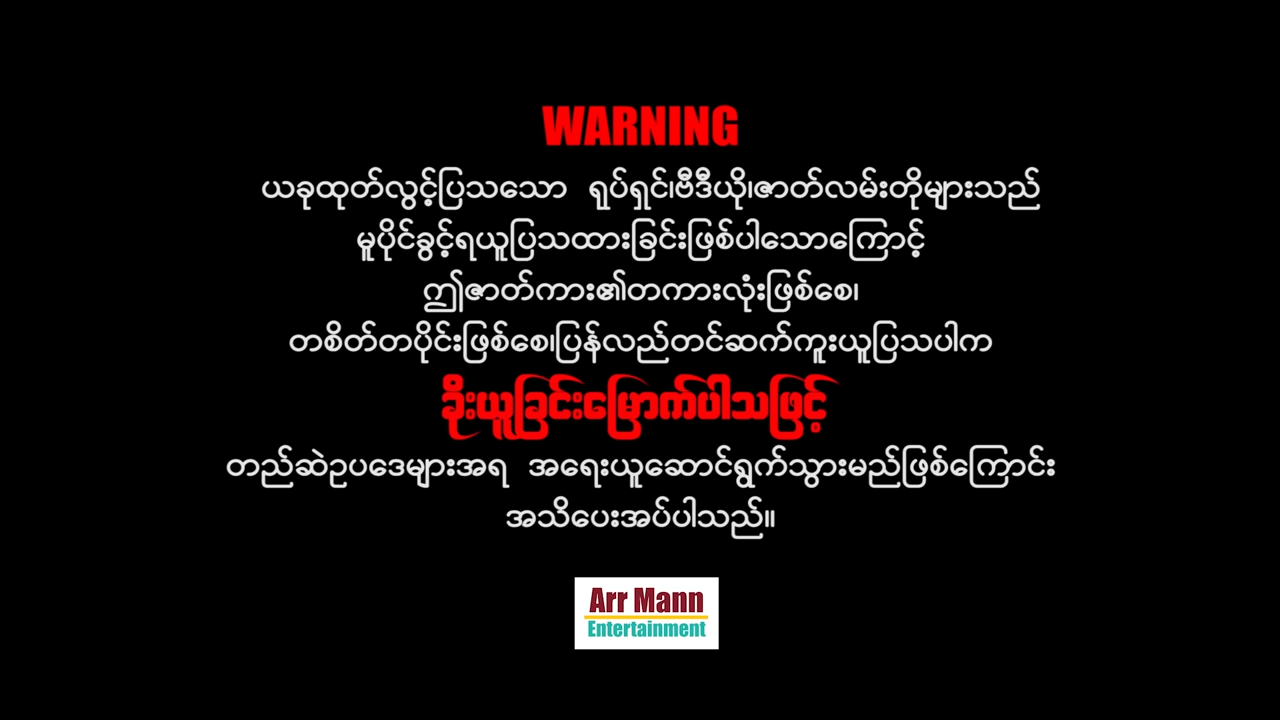 WARNING
ယခုထုတ်လွင့်ပြသသော ရုပ်ရှင်၊ဗီဒီယို၊ဇာတ်လမ်းတိုများသည်
မူပိုင်ခွင့်ရယူပြသထားခြင်းဖြစ်ပါသောကြောင့်
ဤဇာတ်ကား၏တကားလုံးဖြစ်စေ၊
တစိတ်တပိုင်းဖြစ်စေ၊ပြန်လည်တင်ဆက်ကူးယူပြသပါက
ခိုးယူခြင်းမြောက်ပါသဖြင့်
တည်ဆဲဥပဒေများအရ အရေးယူဆောင်ရွက်သွားမည်ဖြစ်ကြောင်း
အသိပေးအပ်ပါသည်။
Arr Mann
Entertainment